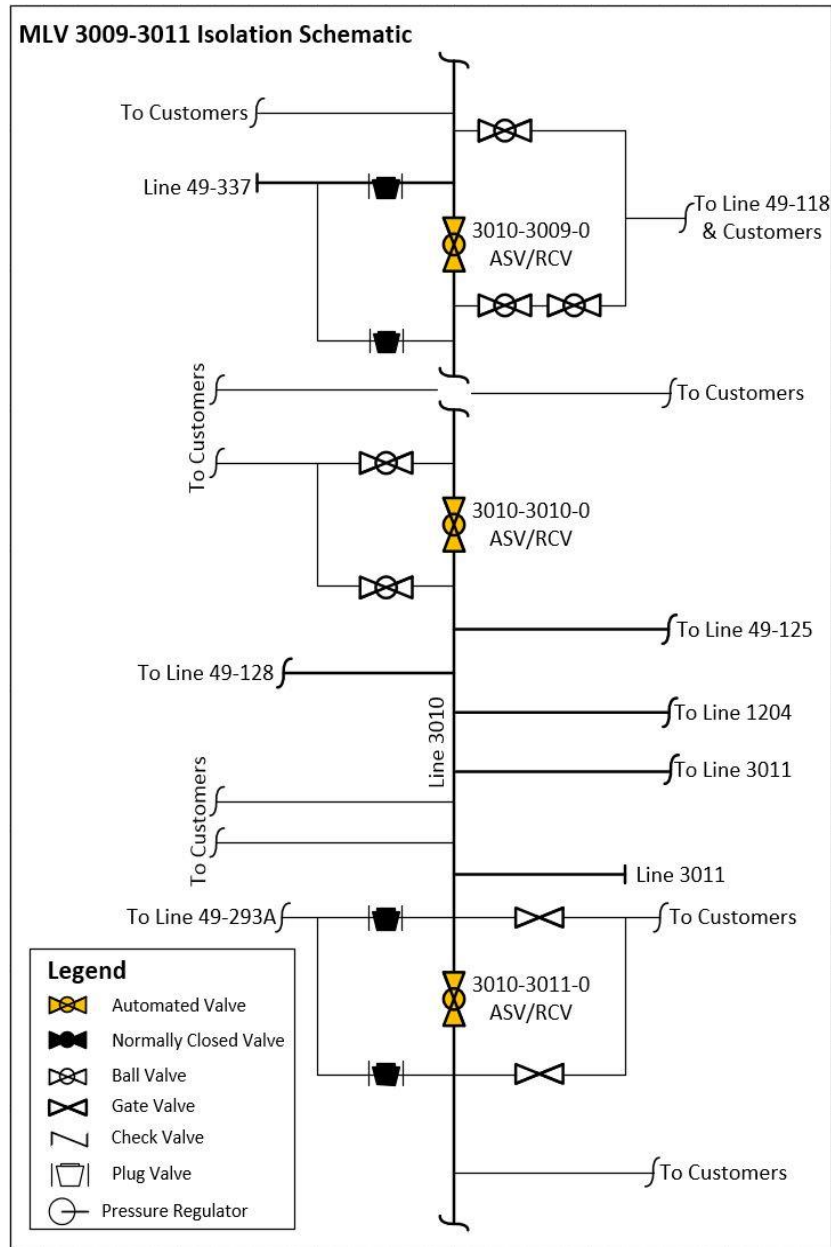 MLV 3009-3011 Isolation Schematic
To Customers
Line 49-337
To Line 49-118
& Customers
3010-3009-0
ASV/RCV
To Customers
To Customers
To Customers
3010-3010-0
ASV/RCV
To Line 49-125
To Line 49-128
Line 3010
To Line 1204
To Line 3011
To Customers
To Customers
Line 3011
To Line 49-293A
To Customers
3010-3011-0
ASV/RCV
To Customers
Legend
Automated Valve
Normally Closed Valve
Ball Valve
Gate Valve
Check Valve
Plug Valve
Pressure Regulator